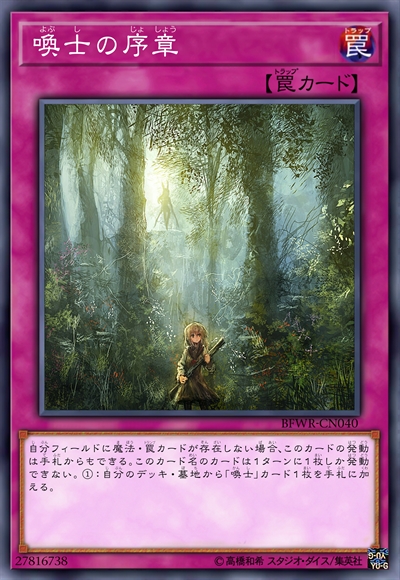 喚士の序章
よぶ し じょ しょう
罠
トラップ
【罠カード】
トラップ
BFWR-CN040
自分フィールドに魔法・罠カードが存在しない場合、このカードの発動
は手札からもできる。このカード名のカードは1ターンに1枚しか発動
できない。①:自分のデッキ・墓地から「喚士」カード1枚を手札に加
える。
27816738
©高橋和希 スタジオ・ダイス/集英社